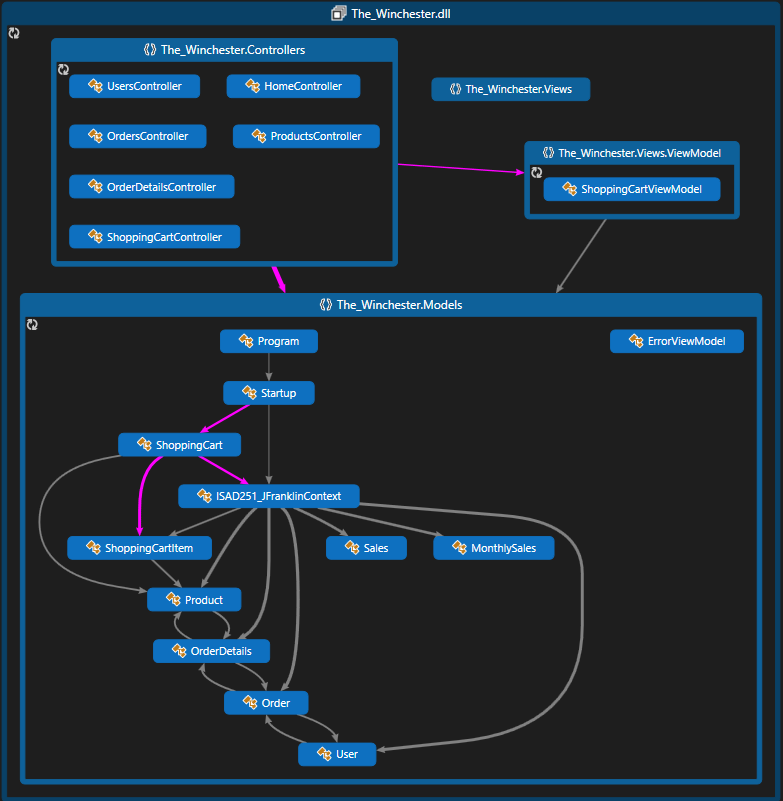 The_Winchester.dll
The_Winchester.Controllers
UsersController
HomeController
OrdersController
ProductsController
OrderDetailsController
ShoppingCartController
The_Winchester.Views
The_Winchester.Views.ViewModel
ShoppingCartViewModel
The_Winchester.Models
Program
ErrorViewModel
Startup
ShoppingCart
ISAD251_JFranklinContext
ShoppingCartItem
Sales
MonthlySales
Product
OrderDetails
Order
User